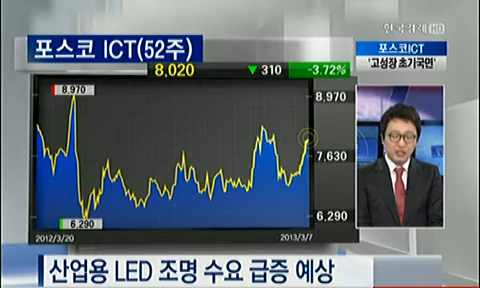 한국경제 HD
포스코 ICT(52주)
포스코ICT
'고성장 초기국면'
8,020 ▼ 310 -3.72%
8,970
8,970
7,630
6,290
6,290
2012/3/20
2013/3/7
산업용 LED 조명 수요 급증 예상